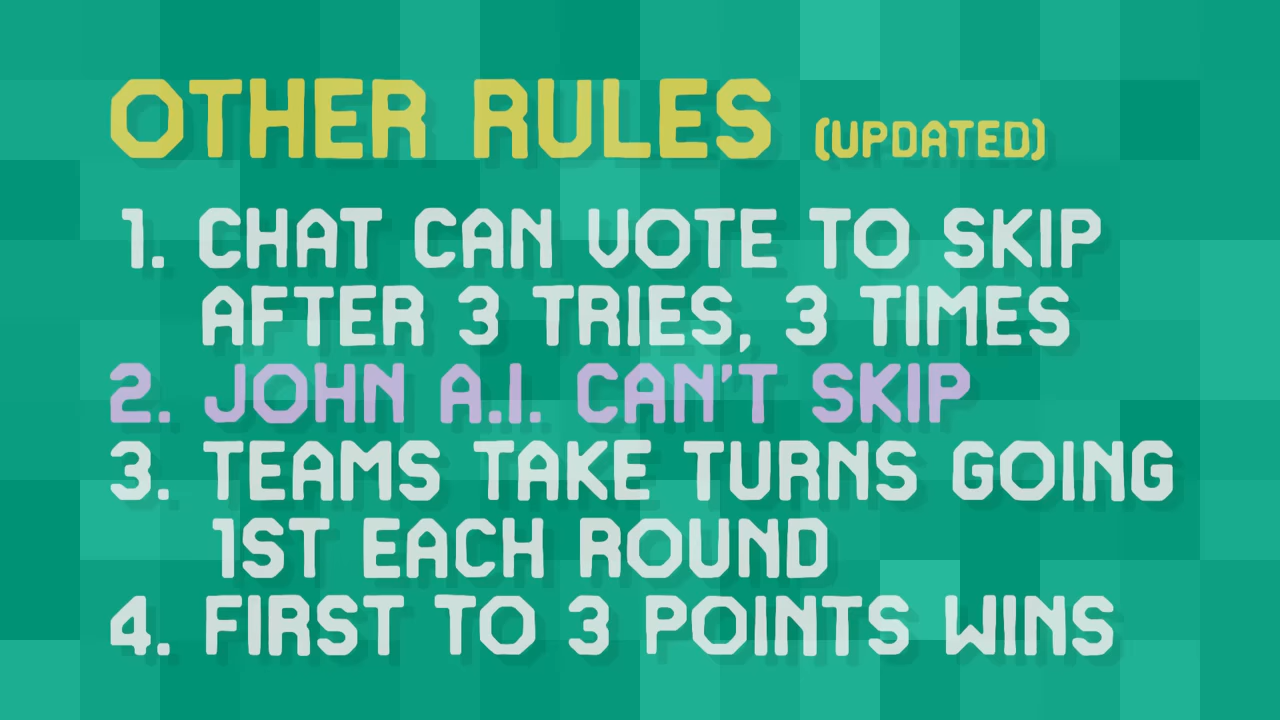 OTHER RULES (UPDATED)
1. CHAT CAN VOTE TO SKIP
AFTER 3 TRIES, 3 TIMES
2. JOHN A.I. CAN'T SKIP
3. TEAMS TAKE TURNS GOING
1ST EACH ROUND
4. FIRST TO 3 POINTS WINS